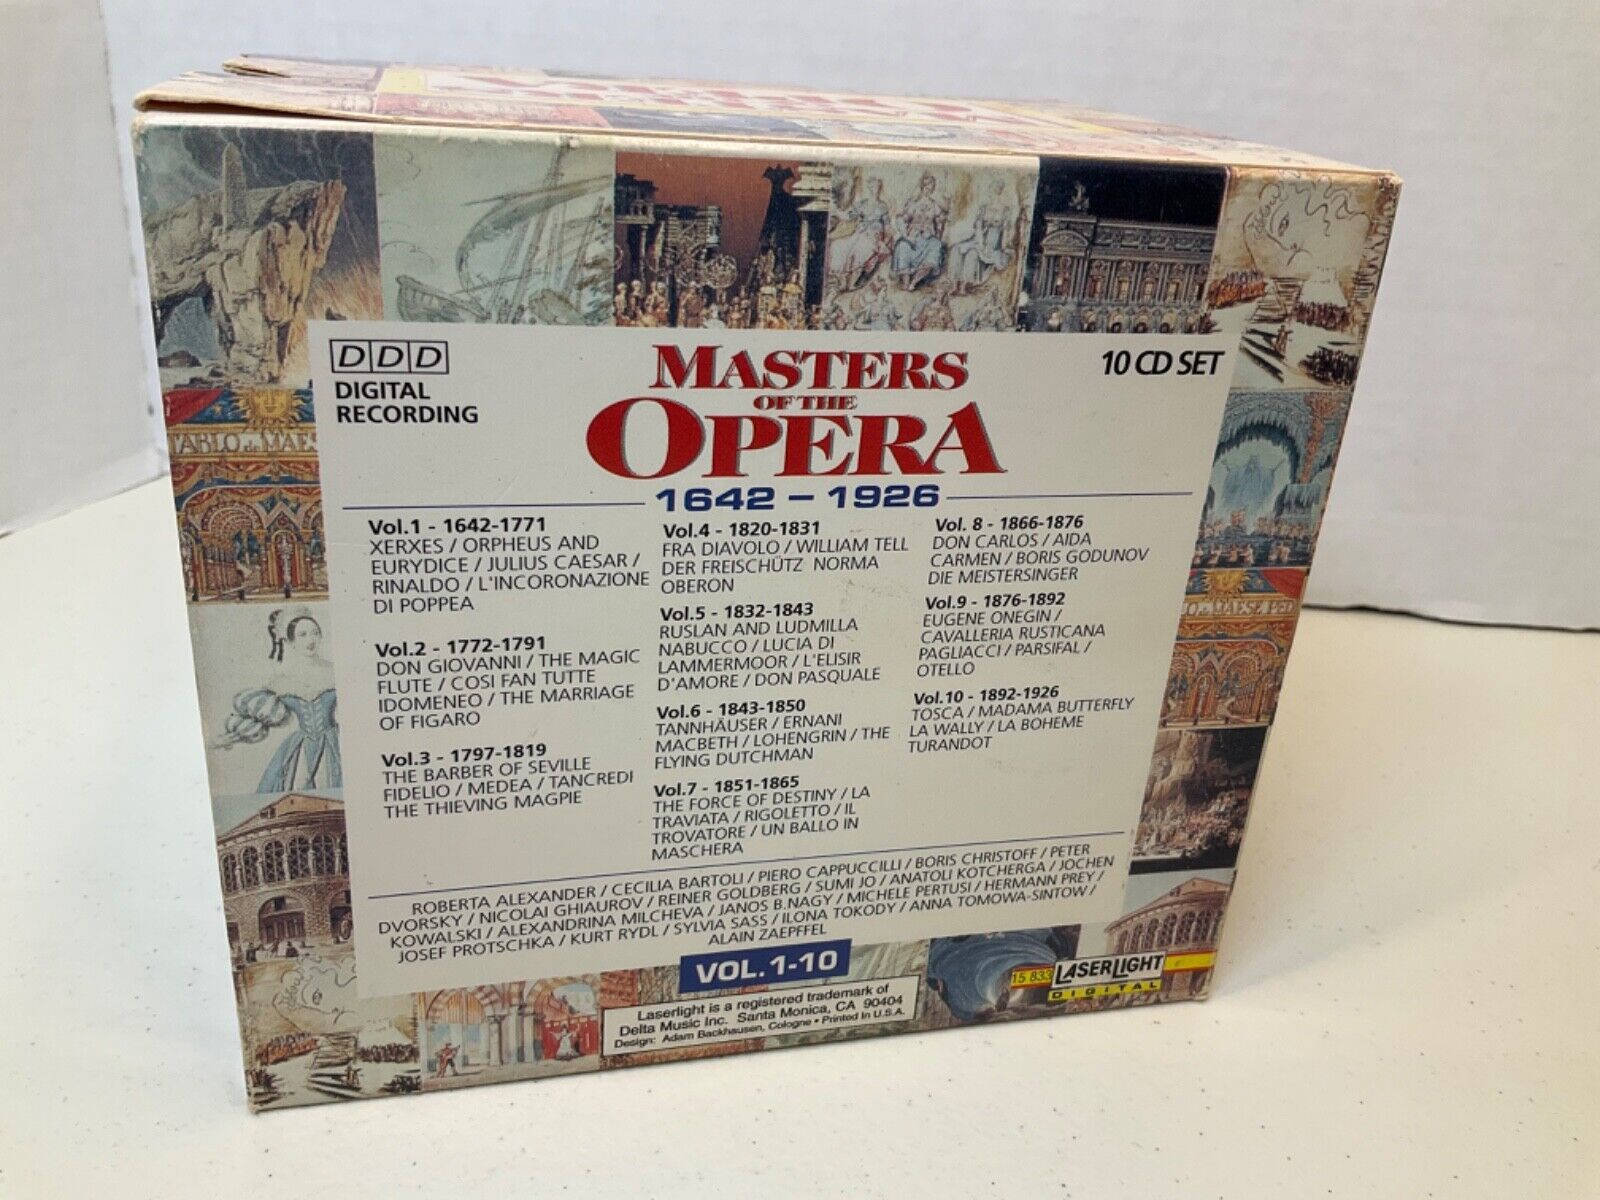 DDD
DIGITAL
RECORDING
MASTERS
OF THE
OPERA
10 CD SET
1642 – 1926
Vol.1 - 1642-1771
XERXES / ORPHEUS AND
EURYDICE / JULIUS CAESAR /
RINALDO / L'INCORONAZIONE
DI POPPEA
Vol.2 - 1772-1791
DON GIOVANNI / THE MAGIC
FLUTE / COSI FAN TUTTE
IDOMENEO / THE MARRIAGE
OF FIGARO
Vol.3 - 1797-1819
THE BARBER OF SEVILLE
FIDELIO / MEDEA / TANCREDI
THE THIEVING MAGPIE
Vol.4 - 1820-1831
FRA DIAVOLO / WILLIAM TELL
DER FREISCHÜTZ NORMA
OBERON
Vol.5 - 1832-1843
RUSLAN AND LUDMILLA
NABUCCO / LUCIA DI
LAMMERMOOR / L'ELISIR
D'AMORE / DON PASQUALE
Vol.6 - 1843-1850
TANNHÄUSER / ERNANI
MACBETH / LOHENGRIN / THE
FLYING DUTCHMAN
Vol.7 - 1851-1865
THE FORCE OF DESTINY / LA
TRAVIATA / RIGOLETTO / IL
TROVATORE / UN BALLO IN
MASCHERA
Vol. 8 - 1866-1876
DON CARLOS / AIDA
CARMEN / BORIS GODUNOV
DIE MEISTERSINGER
Vol.9 - 1876-1892
EUGENE ONEGIN /
CAVALLERIA RUSTICANA
PAGLIACCI / PARSIFAL /
OTELLO
Vol.10 - 1892-1926
TOSCA / MADAMA BUTTERFLY
LA WALLY / LA BOHEME
TURANDOT
ROBERTA ALEXANDER / CECILIA BARTOLI / PIERO CAPPUCCILLI / BORIS CHRISTOFF / PETER
DVORSKY / NICOLAI GHIAUROV / REINER GOLDBERG / SUMI JO / ANATOLI KOTCHERGA / JOCHEN
KOWALSKI / ALEXANDRINA MILCHEVA / JANOS B.NAGY / MICHELE PERTUSI / HERMANN PREY /
JOSEF PROTSCHKA / KURT RYDL / SYLVIA SASS / ILONA TOKODY / ANNA TOMOWA-SINTOW /
ALAIN ZAEPFFEL
VOL. 1-10
Laserlight is a registered trademark of
Delta Music Inc. Santa Monica, CA 90404
Design: Adam Backhausen, Cologne • Printed in U.S.A.
15 833
LASERLIGHT
DIGITAL